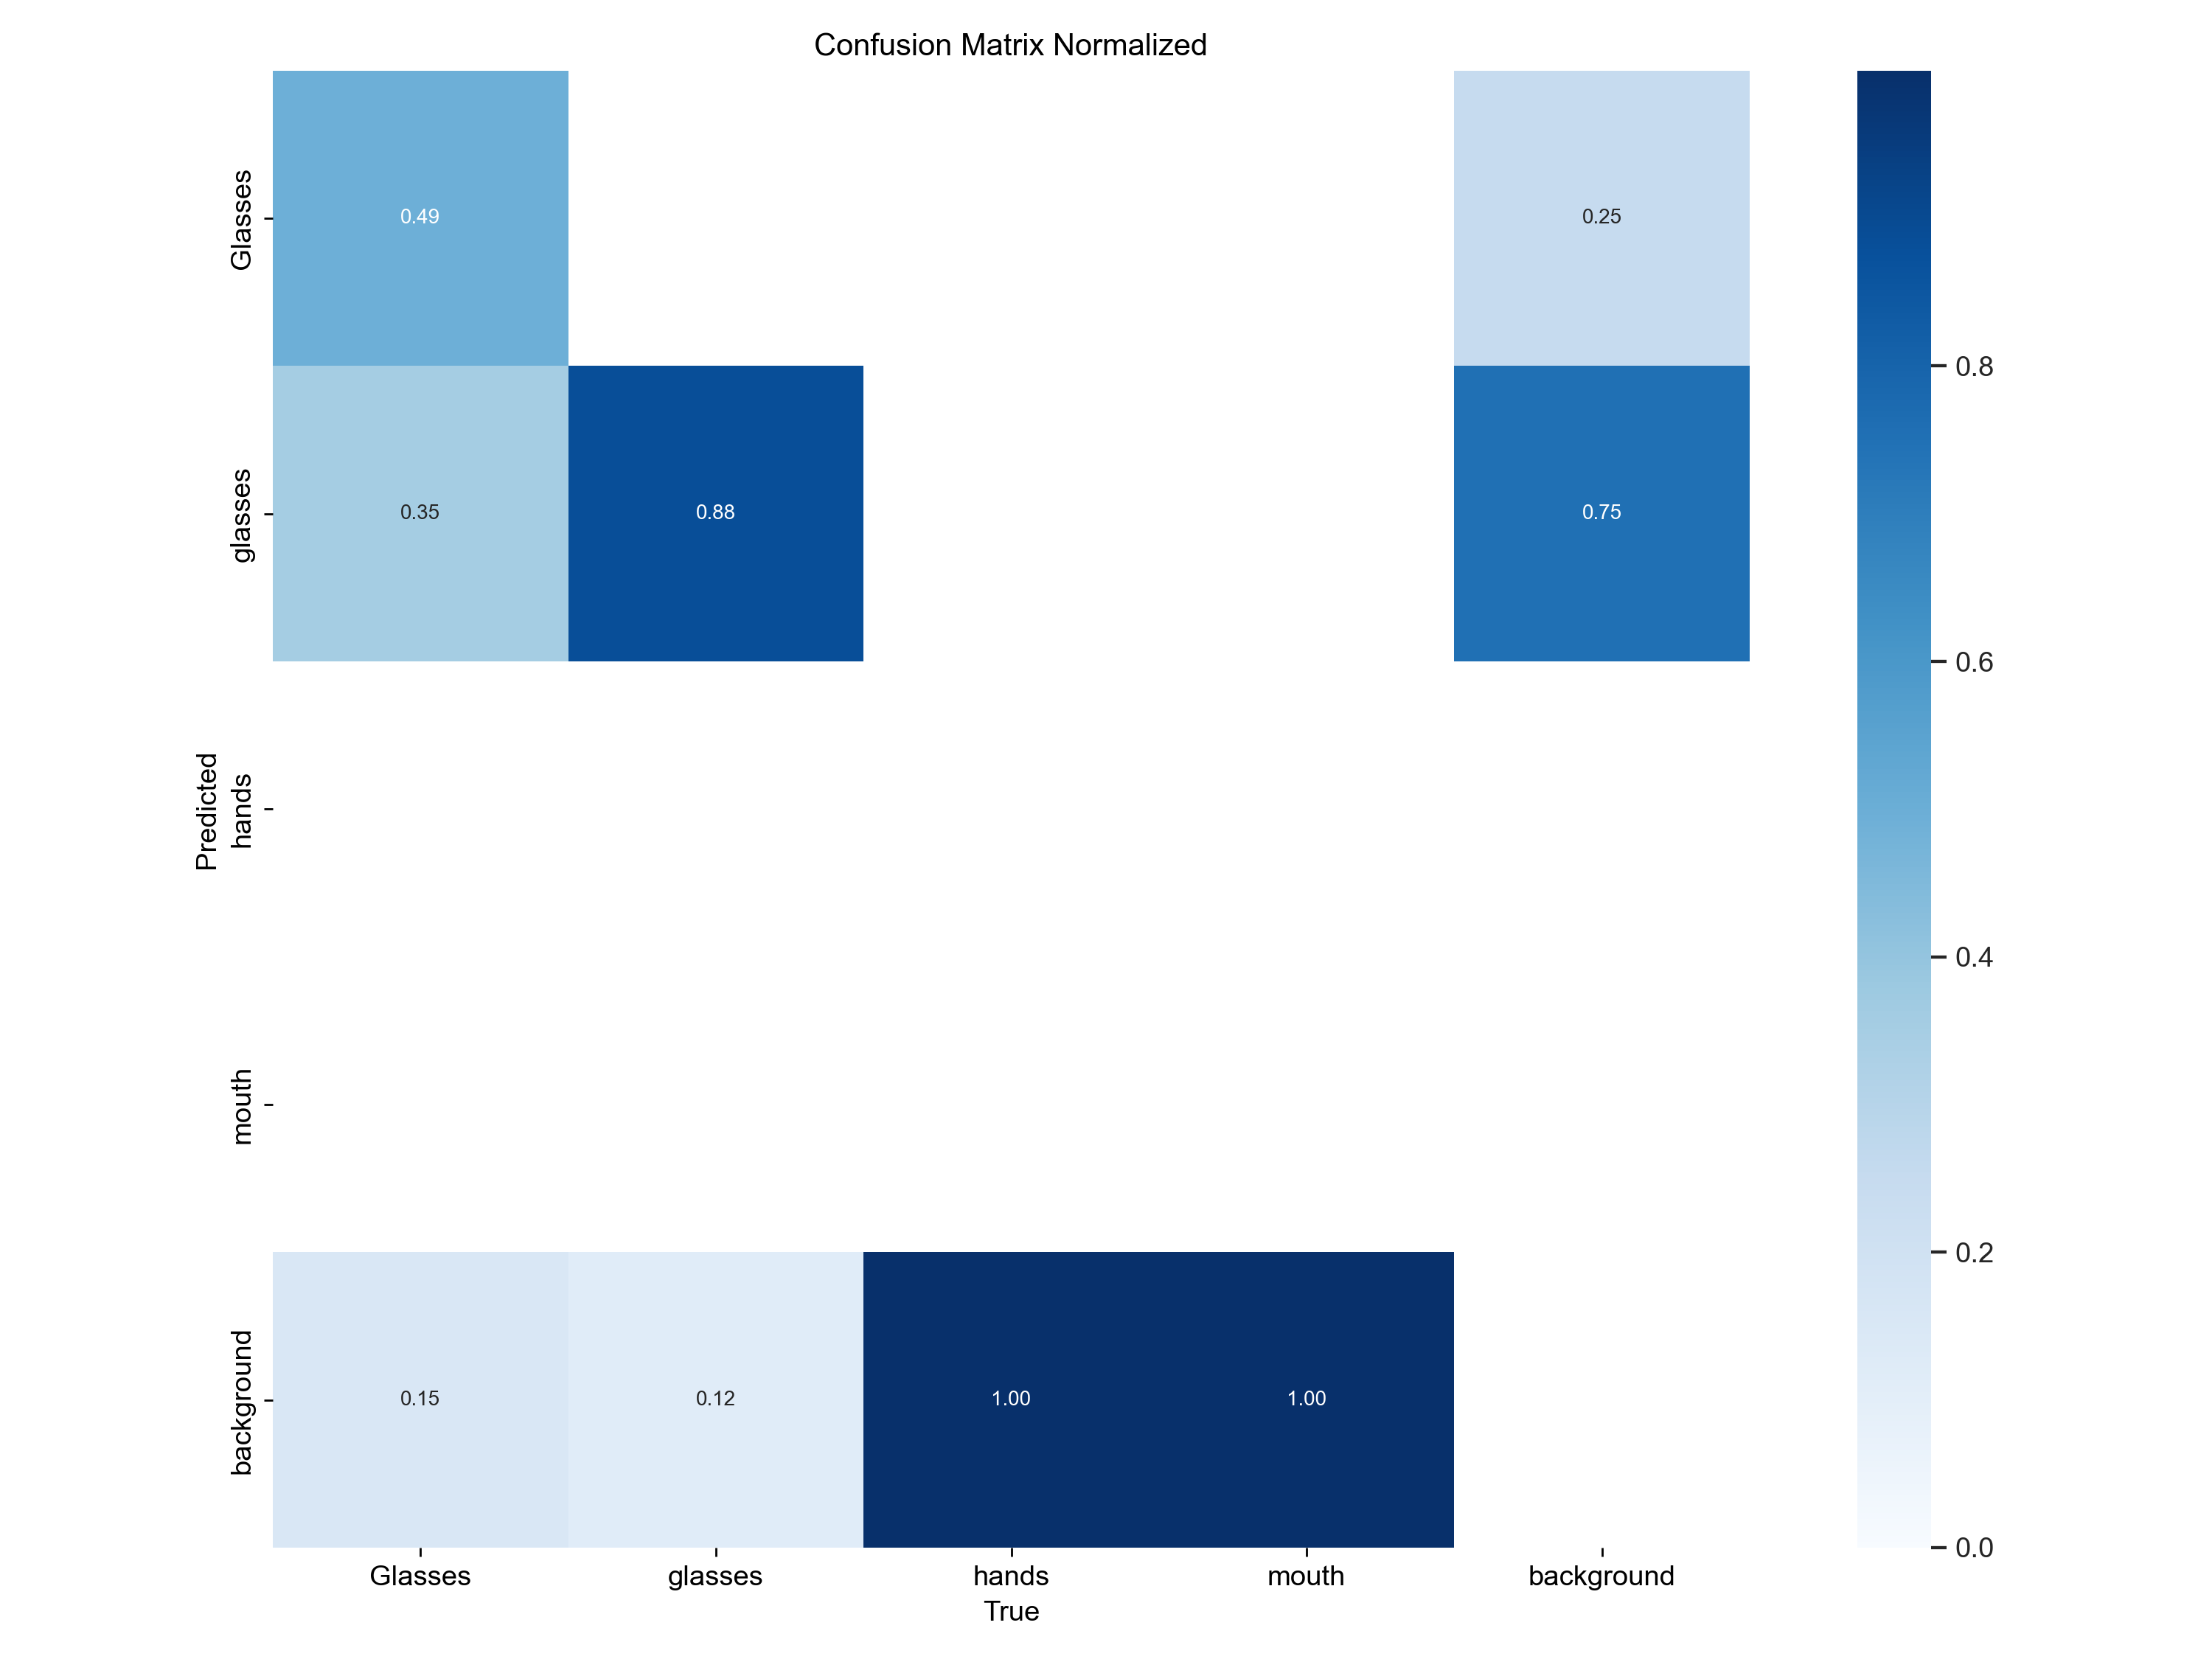 Confusion Matrix Normalized
Glasses
0.49
0.25
0.8
glasses
0.35
0.88
0.75
0.6
Predicted
hands
0.4
mouth
0.2
background
0.15
0.12
1.00
1.00
0.0
Glasses
glasses
hands
mouth
background
True